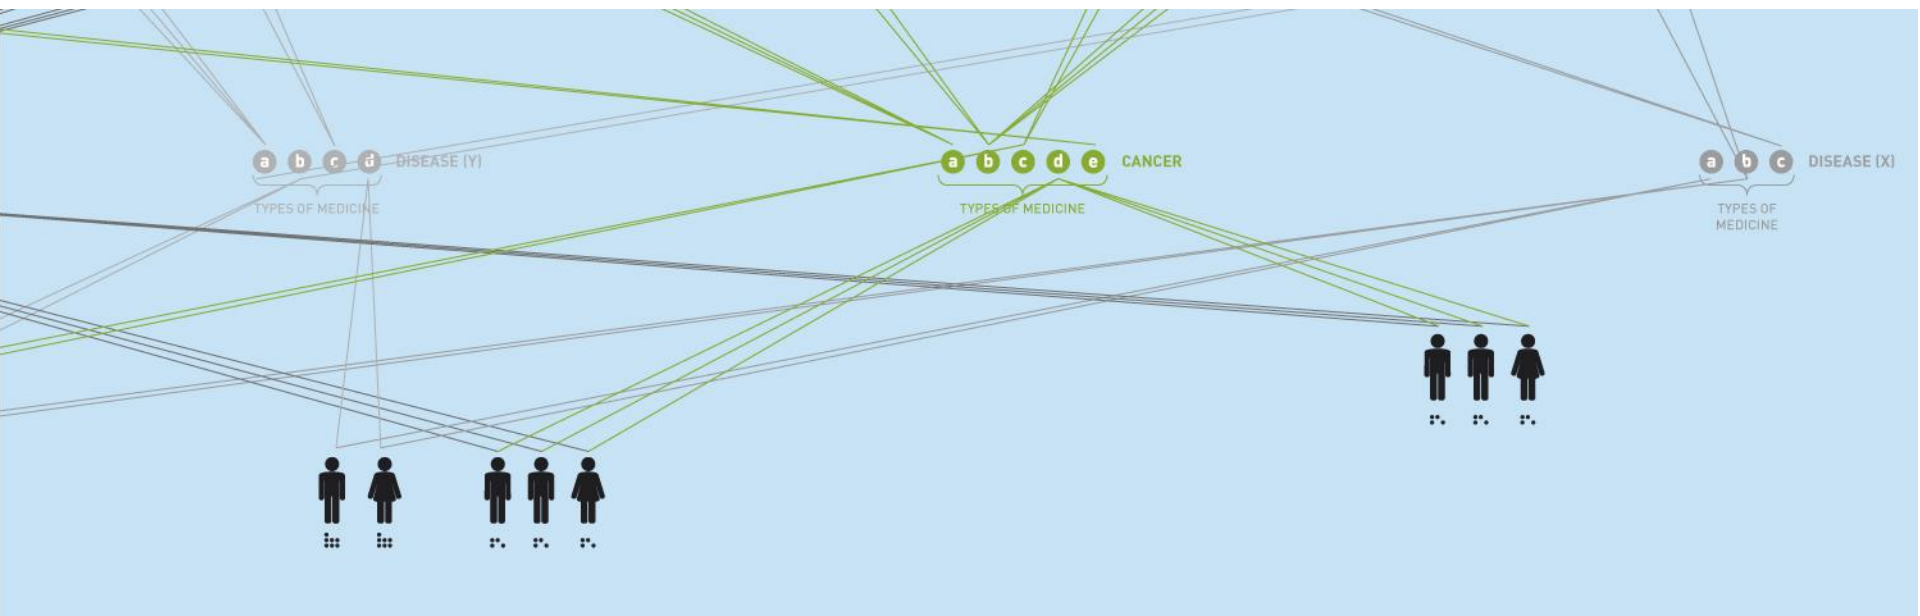 a b c d DISEASE (Y)
TYPES OF MEDICINE
a b c d e CANCER
TYPES OF MEDICINE
a b c DISEASE (X)
TYPES OF
MEDICINE